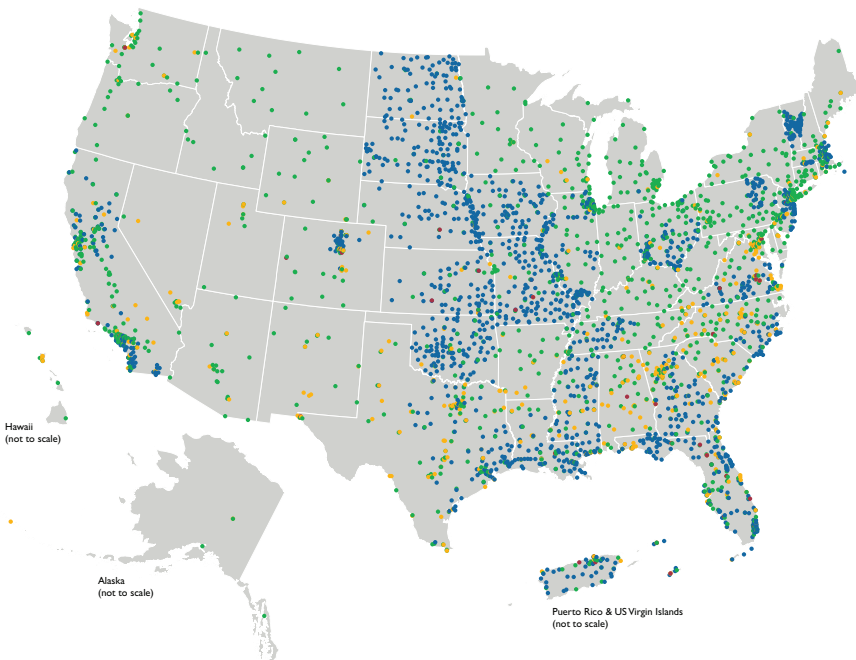 Hawaii
(not to scale)
Alaska
(not to scale)
Puerto Rico & US Virgin Islands
(not to scale)